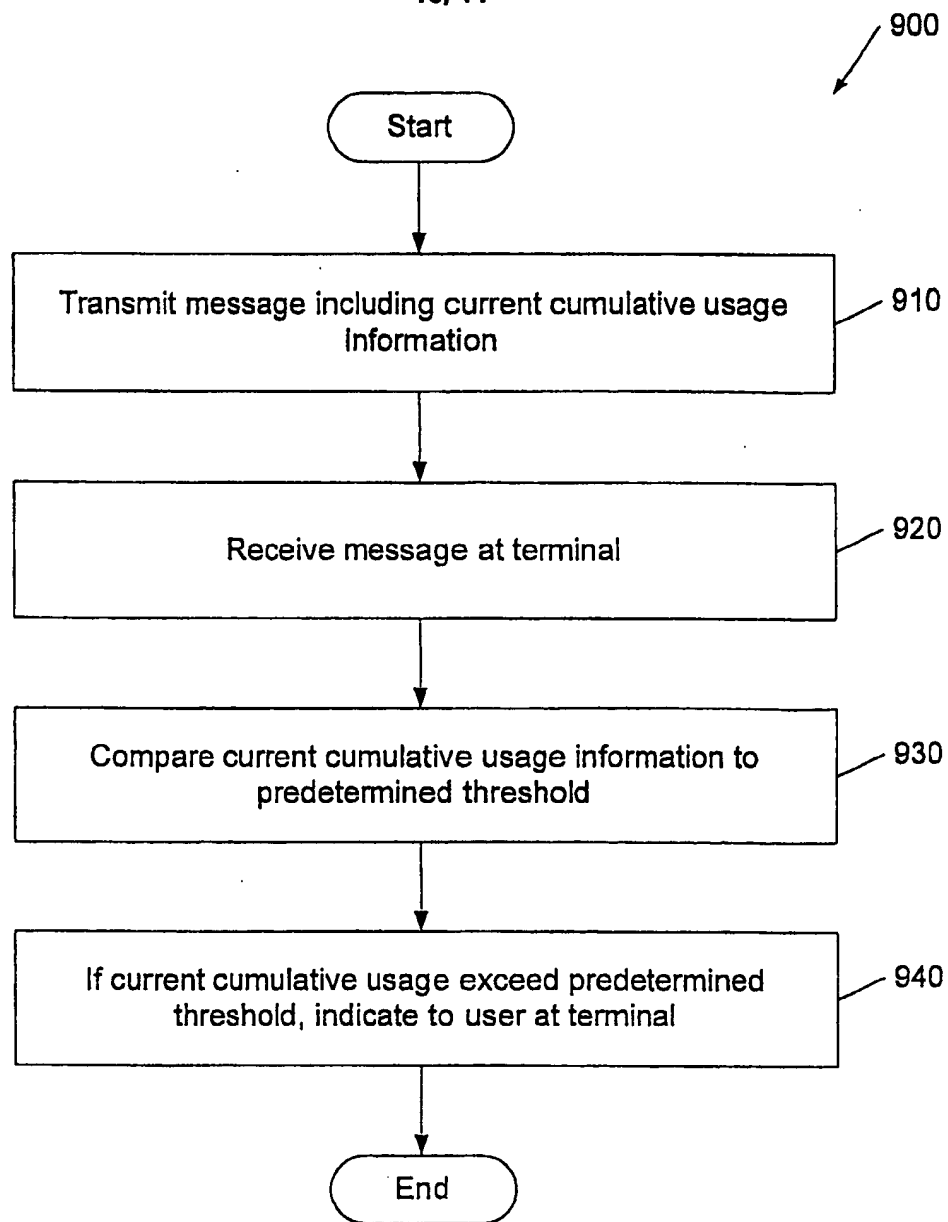 900
Start
Transmit message including current cumulative usage
Information
910
Receive message at terminal
920
Compare current cumulative usage information to
predetermined threshold
930
If current cumulative usage exceed predetermined
threshold, indicate to user at terminal
940
End